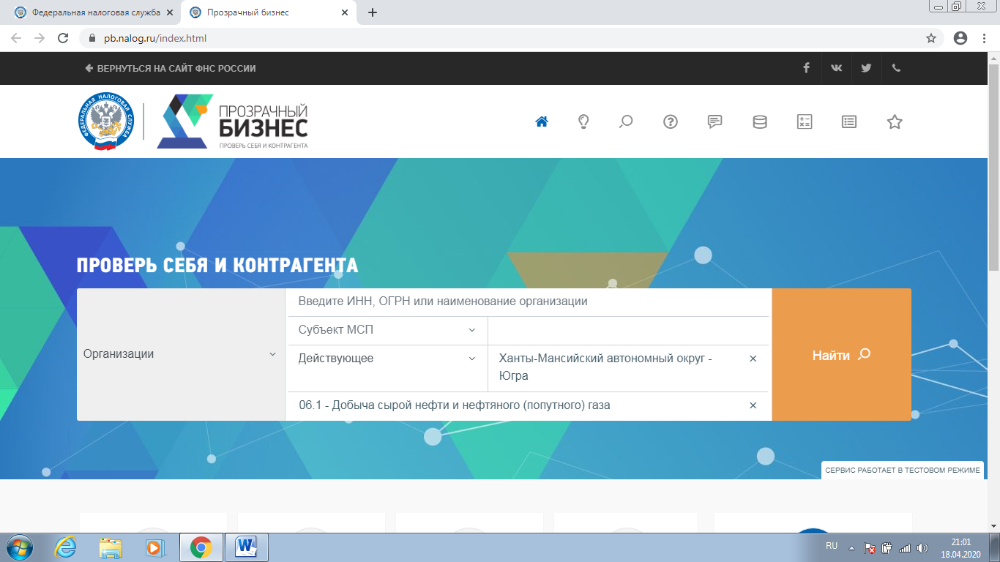 Федеральная налоговая служба
Прозрачный бизнес
pb.nalog.ru/index.html
ВЕРНУТЬСЯ НА САЙТ ФНС РОССИИ
ФЕДЕРАЛЬНАЯ НАЛОГОВАЯ СЛУЖБА
ПРОЗРАЧНЫЙ
БИЗНЕС
ПРОВЕРЬ СЕБЯ И КОНТРАГЕНТА
ПРОВЕРЬ СЕБЯ И КОНТРАГЕНТА
Организации
Введите ИНН, ОГРН или наименование организации
Субъект МСП
Действующее
Ханты-Мансийский автономный округ -
Югра
06.1 - Добыча сырой нефти и нефтяного (попутного) газа
Найти
СЕРВИС РАБОТАЕТ В ТЕСТОВОМ РЕЖИМЕ
RU
21:01
18.04.2020